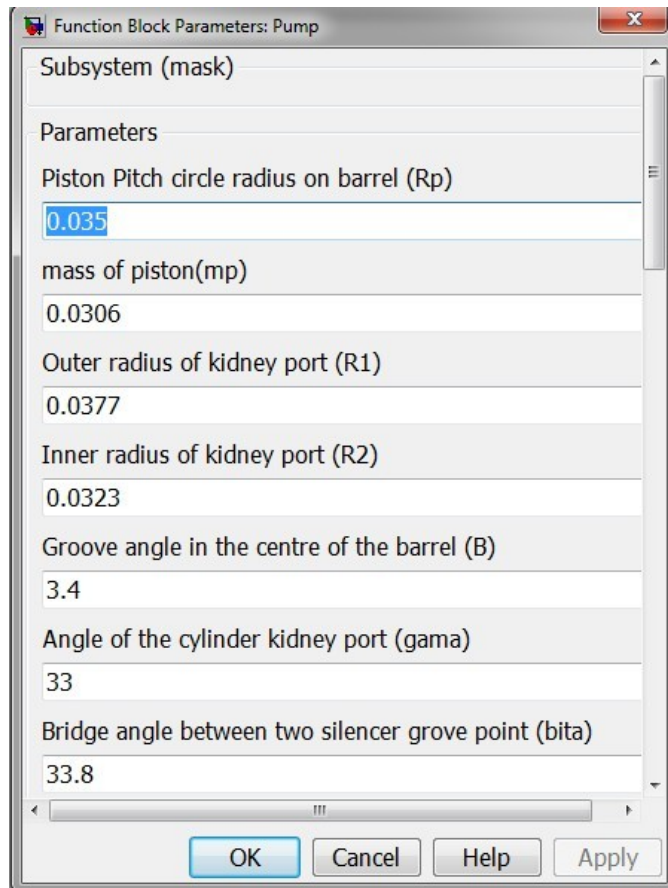 Function Block Parameters: Pump
Subsystem (mask)
Parameters
Piston Pitch circle radius on barrel (Rp)
0.035
mass of piston(mp)
0.0306
Outer radius of kidney port (R1)
0.0377
Inner radius of kidney port (R2)
0.0323
Groove angle in the centre of the barrel (B)
3.4
Angle of the cylinder kidney port (gama)
33
Bridge angle between two silencer grove point (bita)
33.8
OK Cancel Help Apply